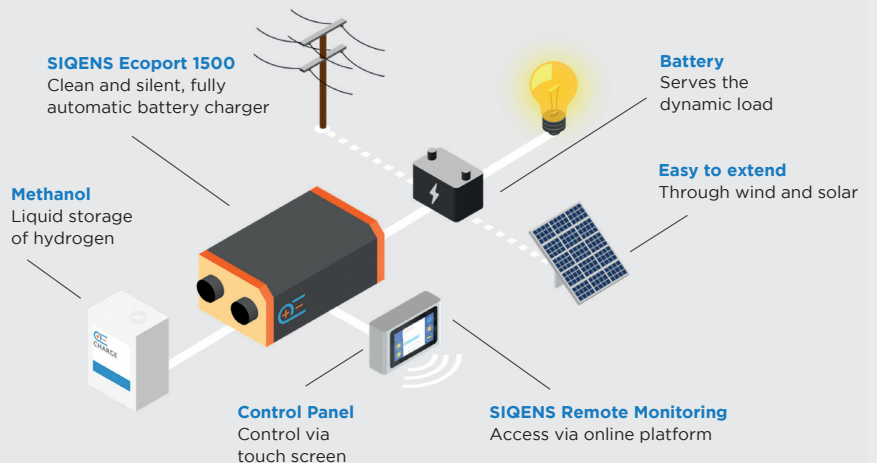 SIQENS Ecoport 1500
Clean and silent, fully
automatic battery charger
Battery
Serves the
dynamic load
Easy to extend
Through wind and solar
Methanol
Liquid storage
of hydrogen
CHARGE
Control Panel
Control via
touch screen
SIQENS Remote Monitoring
Access via online platform